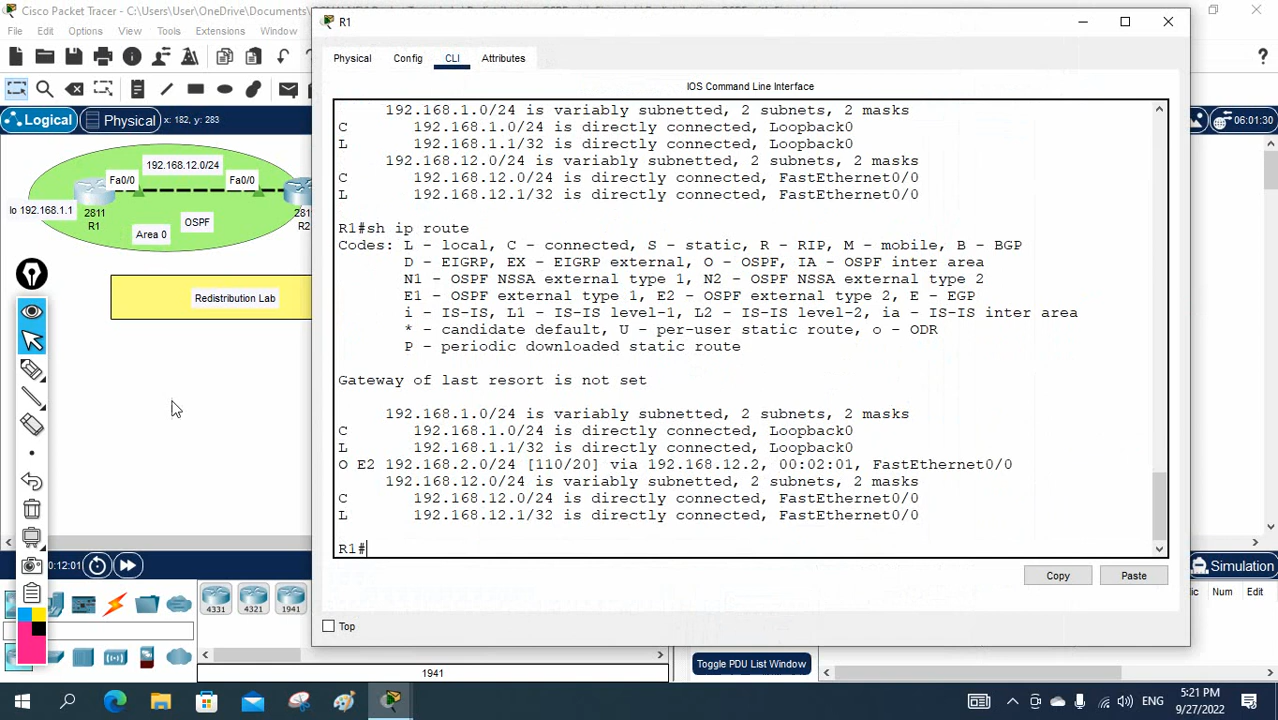 Cisco Packet Tracer - C:\Users\User\OneDrive\Documents\
R1
File Edit Options View Tools Extensions Window
Physical Config CLI Attributes
IOS Command Line Interface
Logical Physical x: 182, y: 283
06:01:30
192.168.12.0/24
Fa0/0 Fa0/0
lo 192.168.1.1
2811
R1
OSPF
Area 0
2811
R2
Redistribution Lab
192.168.1.0/24 is variably subnetted, 2 subnets, 2 masks
C 192.168.1.0/24 is directly connected, Loopback0
L 192.168.1.1/32 is directly connected, Loopback0
192.168.12.0/24 is variably subnetted, 2 subnets, 2 masks
C 192.168.12.0/24 is directly connected, FastEthernet0/0
L 192.168.12.1/32 is directly connected, FastEthernet0/0
R1#sh ip route
Codes: L - local, C - connected, S - static, R - RIP, M - mobile, B - BGP
D - EIGRP, EX - EIGRP external, O - OSPF, IA - OSPF inter area
N1 - OSPF NSSA external type 1, N2 - OSPF NSSA external type 2
E1 - OSPF external type 1, E2 - OSPF external type 2, E - EGP
i - IS-IS, L1 - IS-IS level-1, L2 - IS-IS level-2, ia - IS-IS inter area
* - candidate default, U - per-user static route, o - ODR
P - periodic downloaded static route
Gateway of last resort is not set
192.168.1.0/24 is variably subnetted, 2 subnets, 2 masks
C 192.168.1.0/24 is directly connected, Loopback0
L 192.168.1.1/32 is directly connected, Loopback0
O E2 192.168.2.0/24 [110/20] via 192.168.12.2, 00:02:01, FastEthernet0/0
192.168.12.0/24 is variably subnetted, 2 subnets, 2 masks
C 192.168.12.0/24 is directly connected, FastEthernet0/0
L 192.168.12.1/32 is directly connected, FastEthernet0/0
R1#
Copy Paste
Top
:12:01
Simulation
4331 4321 1941
Num Edit
Toggle PDU List Window
1941
ENG
5:21 PM
9/27/2022